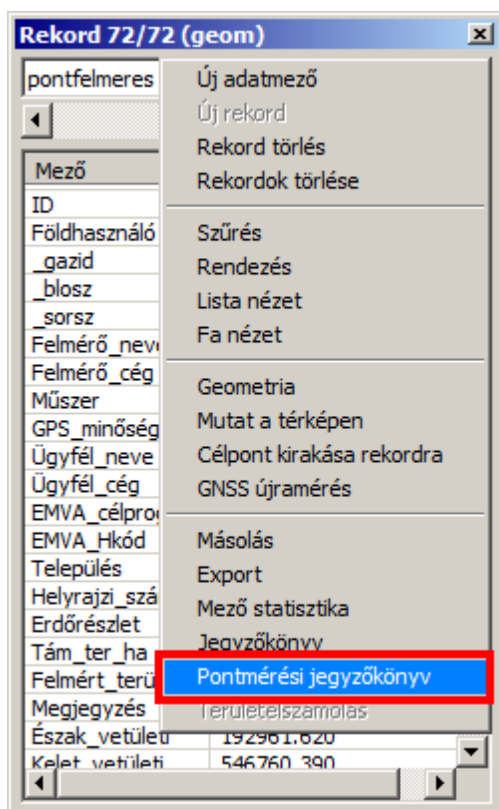 Rekord 72/72 (geom)
pontfelmeres
Új adatmező
Új rekord
Rekord törlés
Rekordok törlése
Szűrés
Rendezés
Lista nézet
Fa nézet
Geometria
Mutat a térképen
Célpont kirakása rekordra
GNSS újramérés
Másolás
Export
Mező statisztika
Jegyzőkönyv
Pontmérési jegyzőkönyv
Területelszámolás
Mező
ID
Földhasználó
_gazid
_blosz
_sorsz
Felmérő_neve
Felmérő_cég
Műszer
GPS_minőség
Ügyfél_neve
Ügyfél_cég
EMVA_célpro
EMVA_Hkód
Település
Helyrajzi_szá
Erdőrészlet
Tám_ter_ha
Felmért_terü
Megjegyzés
Észak_vetületi 192961.620
Kelet_vetületi 546760.390